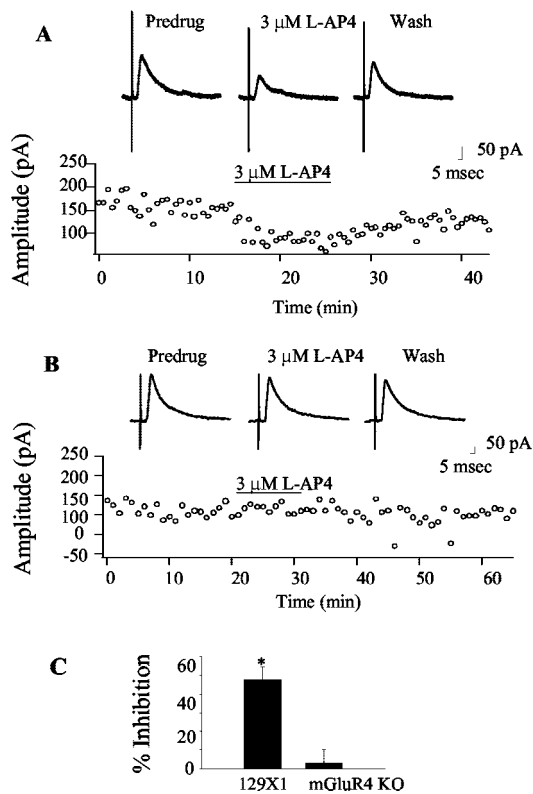 A
Predrug 3 μM L-AP4 Wash
50 pA
5 msec
Amplitude (pA)
250
200
150
100
3 μM L-AP4
0 10 20 30 40
Time (min)
B
Predrug 3 μM L-AP4 Wash
50 pA
5 msec
Amplitude (pA)
250
150
100
0
-50
3 μM L-AP4
0 10 20 30 40 50 60
Time (min)
C
% Inhibition
60
40
20
0
*
129X1 mGluR4 KO